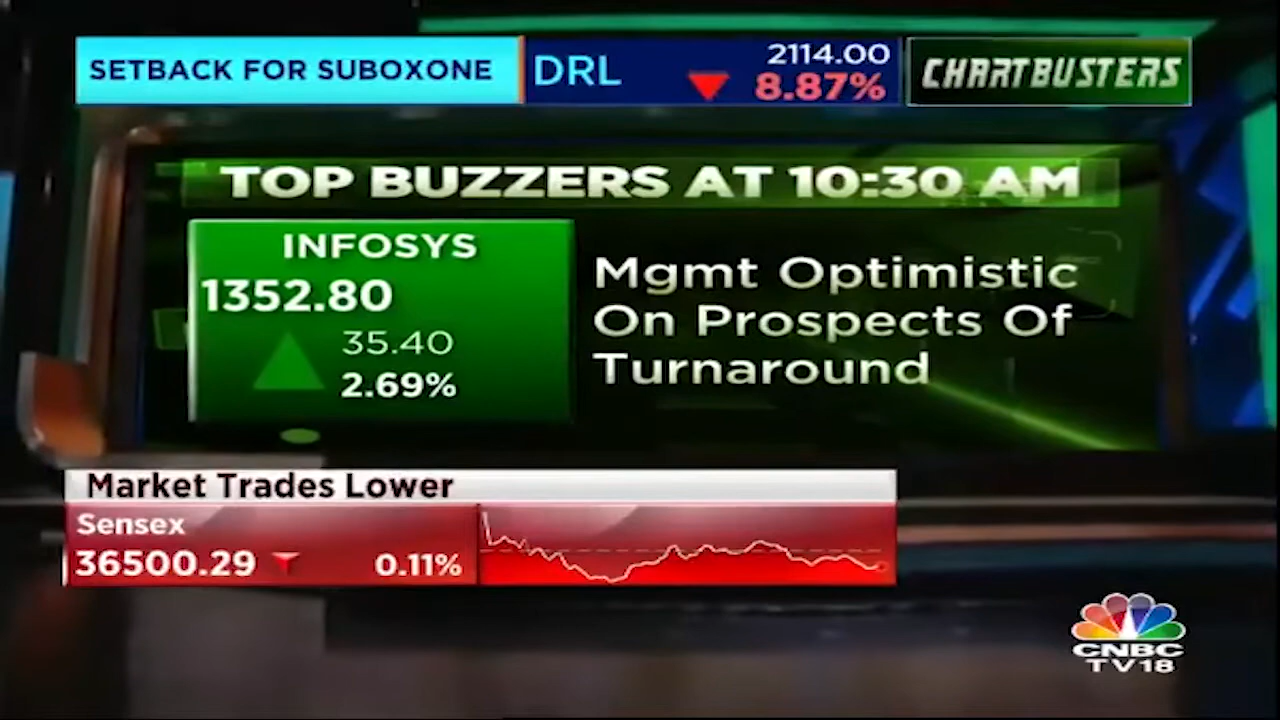 SETBACK FOR SUBOXONE
DRL
2114.00
8.87%
CHARTBUSTERS
TOP BUZZERS AT 10:30 AM
INFOSYS
1352.80
35.40
2.69%
Mgmt Optimistic
On Prospects Of
Turnaround
Market Trades Lower
Sensex
36500.29
0.11%
CNBC
TV18